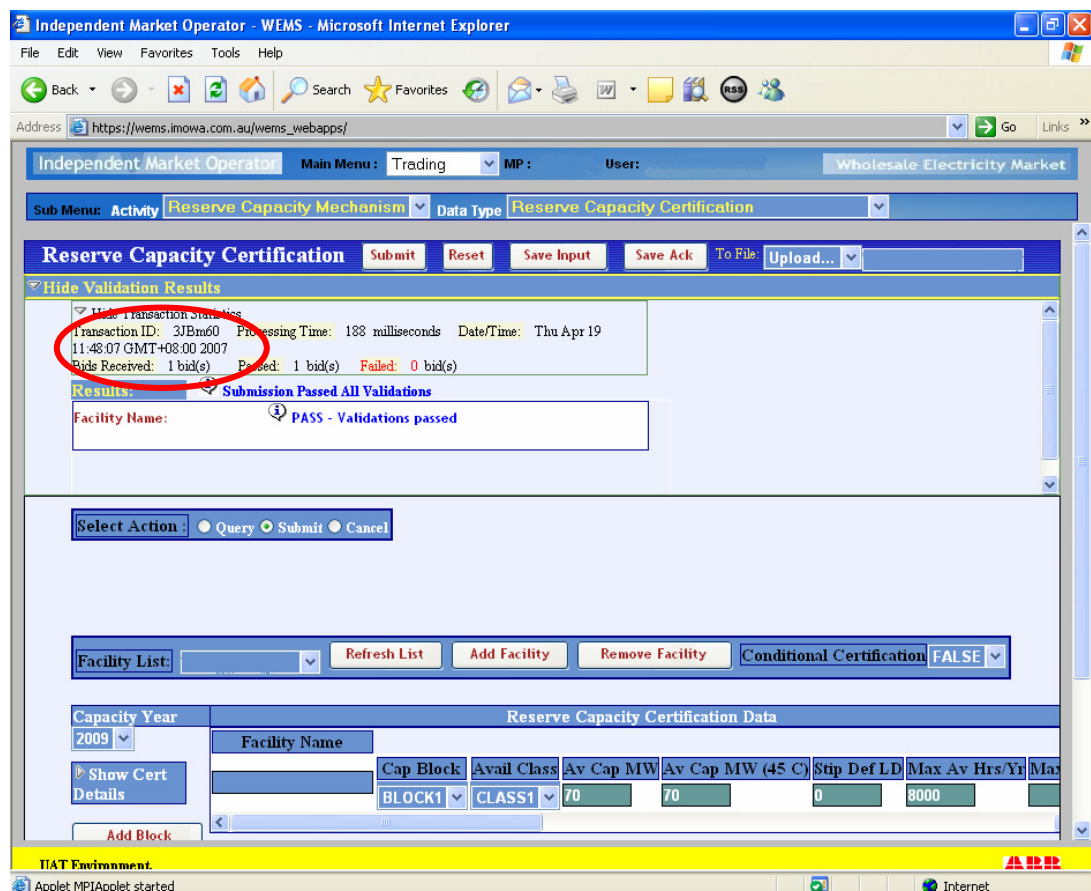 Independent Market Operator - WEMS - Microsoft Internet Explorer
File Edit View Favorites Tools Help
Back Search Favorites W RSS
Address https://wems.imowa.com.au/wems_webapps/ Go Links »
Independent Market Operator Main Menu : Trading MP : User: Wholesale Electricity Market
Sub Menu: Activity Reserve Capacity Mechanism Data Type Reserve Capacity Certification
Reserve Capacity Certification Submit Reset Save Input Save Ack To File: Upload...
Hide Validation Results
Hide Transaction Statistics
Transaction ID: 3JBm60 Processing Time: 188 milliseconds Date/Time: Thu Apr 19
11:48:07 GMT+08:00 2007
Bids Received: 1 bid(s) Passed: 1 bid(s) Failed: 0 bid(s)
Results: Submission Passed All Validations
Facility Name: PASS - Validations passed
Select Action : Query Submit Cancel
Facility List: Refresh List Add Facility Remove Facility Conditional Certification FALSE
Capacity Year Reserve Capacity Certification Data
2009 Facility Name
Show Cert Details Cap Block Avail Class Av Cap MW Av Cap MW (45 C) Stip Def LD Max Av Hrs/Yr Max
BLOCK1 CLASS1 70 70 0 8000
Add Block
UAT Environment. ABB
Applet MPIApplet started Internet